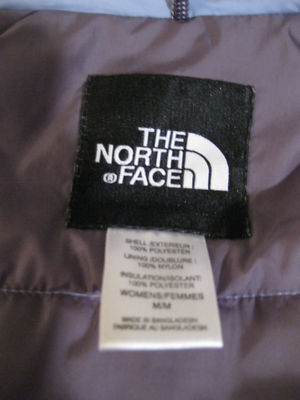 THE
NORTH
® FACE
SHELL/EXTERIEUR:
100% POLYESTER
LINING/DOUBLURE:
100% NYLON
INSULATION/ISOLANT:
100% POLYESTER
WOMENS/FEMMES
M/M
MADE IN BANGLADESH
FABRIQUE AU BANGLADESH